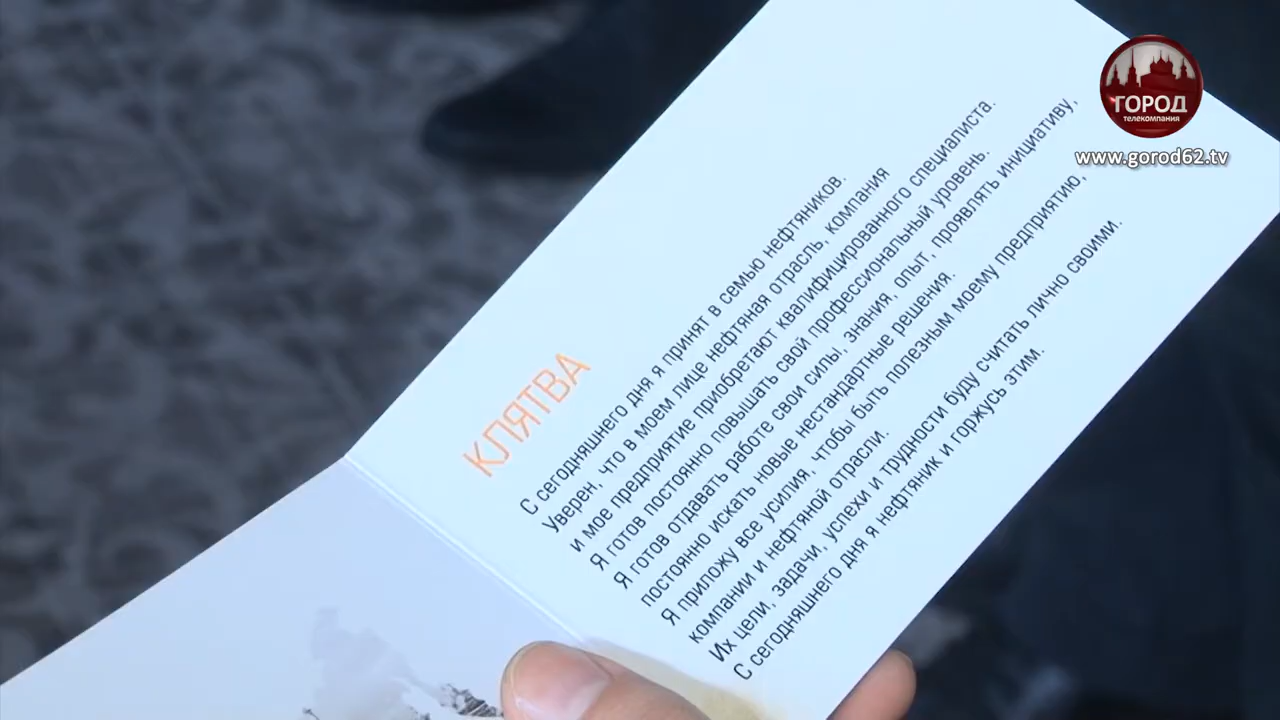 ГОРОД
телекомпания
www.gorod62.tv
КЛЯТВА
С сегодняшнего дня я принят в семью нефтяников.
Уверен, что в моем лице нефтяная отрасль, компания
и мое предприятие приобретают квалифицированного специалиста.
Я готов постоянно повышать свой профессиональный уровень.
Я готов отдавать работе свои силы, знания, опыт, проявлять инициативу,
постоянно искать новые нестандартные решения.
Я приложу все усилия, чтобы быть полезным моему предприятию,
компании и нефтяной отрасли.
Их цели, задачи, успехи и трудности буду считать лично своими.
С сегодняшнего дня я нефтяник и горжусь этим.